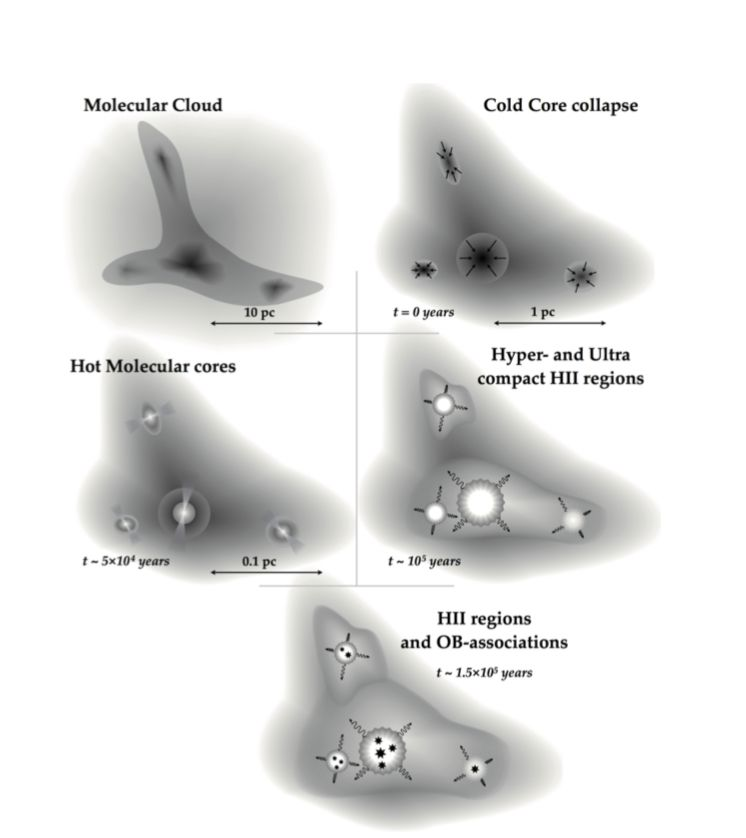 Molecular Cloud
10 pc
Cold Core collapse
t = 0 years
1 pc
Hot Molecular cores
t ~ 5×10⁴ years
0.1 pc
Hyper- and Ultra
compact HII regions
t ~ 10⁵ years
HII regions
and OB-associations
t ~ 1.5×10⁵ years